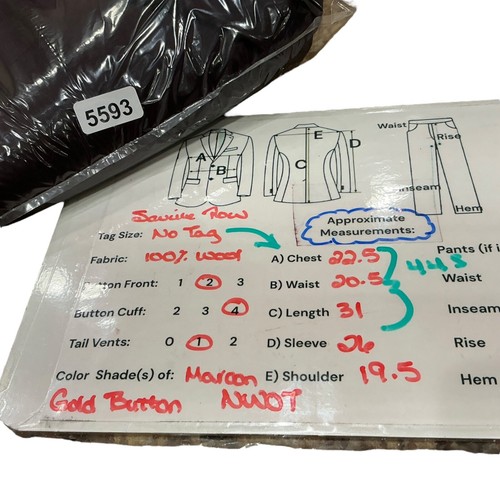 5593
Waist
Rise
Inseam
Hem
A
B
C
D
E
Approximate
Measurements:
Savile Row
Tag Size: No Tag
Fabric: 100% Wool
Button Front: 1 2 3
Button Cuff: 2 3 4
Tail Vents: 0 1 2
Color Shade(s) of: Maroon
Gold Button NWOT
A) Chest 22.5
B) Waist 20.5
C) Length 31
D) Sleeve 26
E) Shoulder 19.5
44S
Pants (if i
Waist
Inseam
Rise
Hem